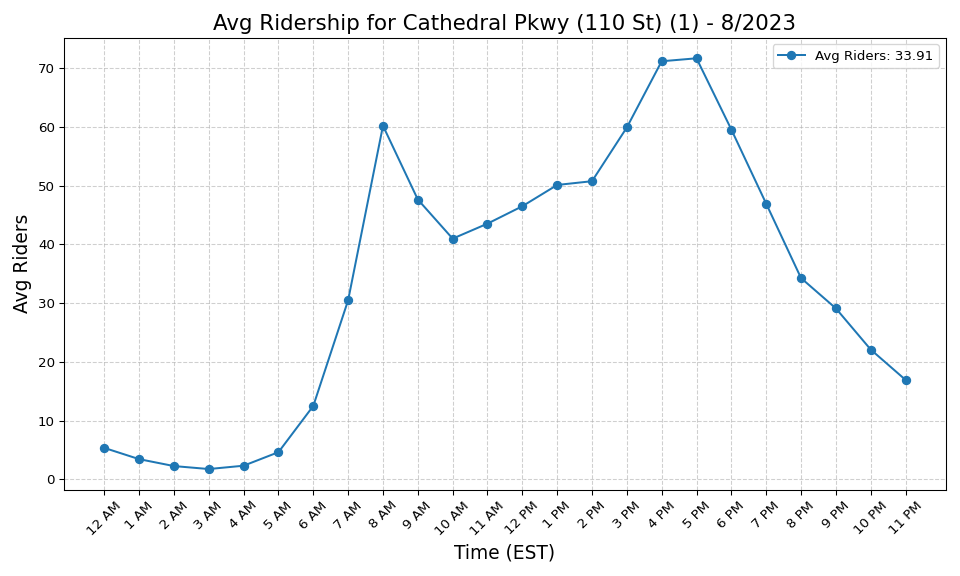 Avg Ridership for Cathedral Pkwy (110 St) (1) - 8/2023
Avg Riders: 33.91
Avg Riders
70
60
50
40
30
20
10
0
12 AM
1 AM
2 AM
3 AM
4 AM
5 AM
6 AM
7 AM
8 AM
9 AM
10 AM
11 AM
12 PM
1 PM
2 PM
3 PM
4 PM
5 PM
6 PM
7 PM
8 PM
9 PM
10 PM
11 PM
Time (EST)